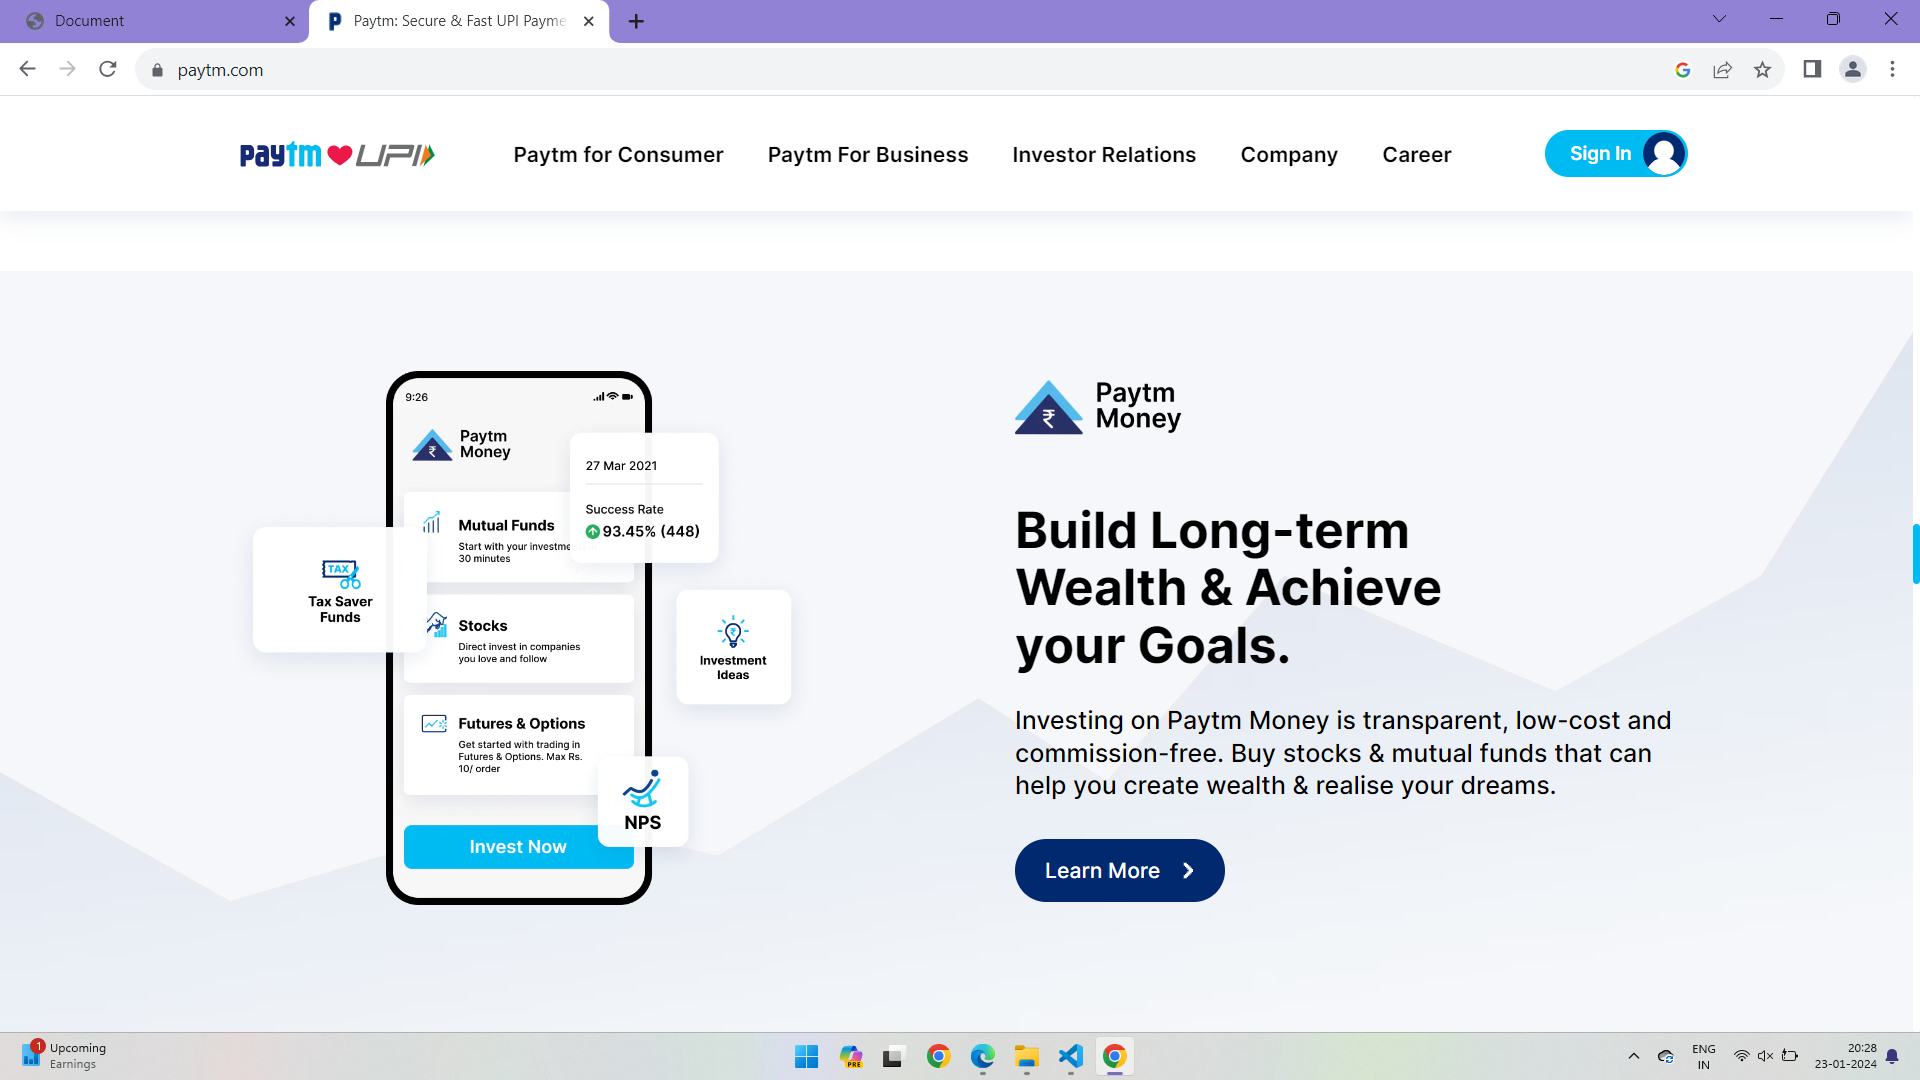 Document
Paytm: Secure & Fast UPI Payme
paytm.com
paytm UPI
Paytm for Consumer
Paytm For Business
Investor Relations
Company
Career
Sign In
9:26
Paytm
Money
27 Mar 2021
Success Rate
93.45% (448)
Mutual Funds
Start with your investme
30 minutes
TAX
Tax Saver
Funds
Stocks
Direct invest in companies
you love and follow
Investment
Ideas
Futures & Options
Get started with trading in
Futures & Options. Max Rs.
10/ order
NPS
Invest Now
Paytm
Money
Build Long-term
Wealth & Achieve
your Goals.
Investing on Paytm Money is transparent, low-cost and
commission-free. Buy stocks & mutual funds that can
help you create wealth & realise your dreams.
Learn More
1
Upcoming
Earnings
PRE
ENG
IN
20:28
23-01-2024